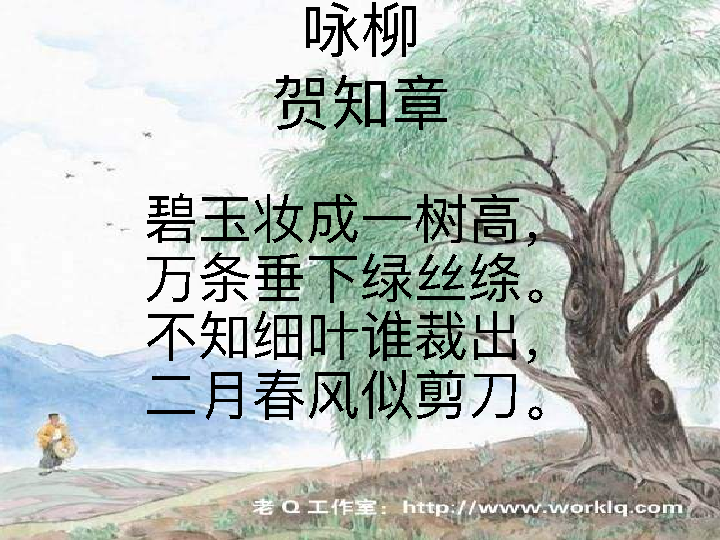 咏柳
贺知章
碧玉妆成一树高，
万条垂下绿丝绦。
不知细叶谁裁出，
二月春风似剪刀。
老 Q 工作室：http://www.worklq.com